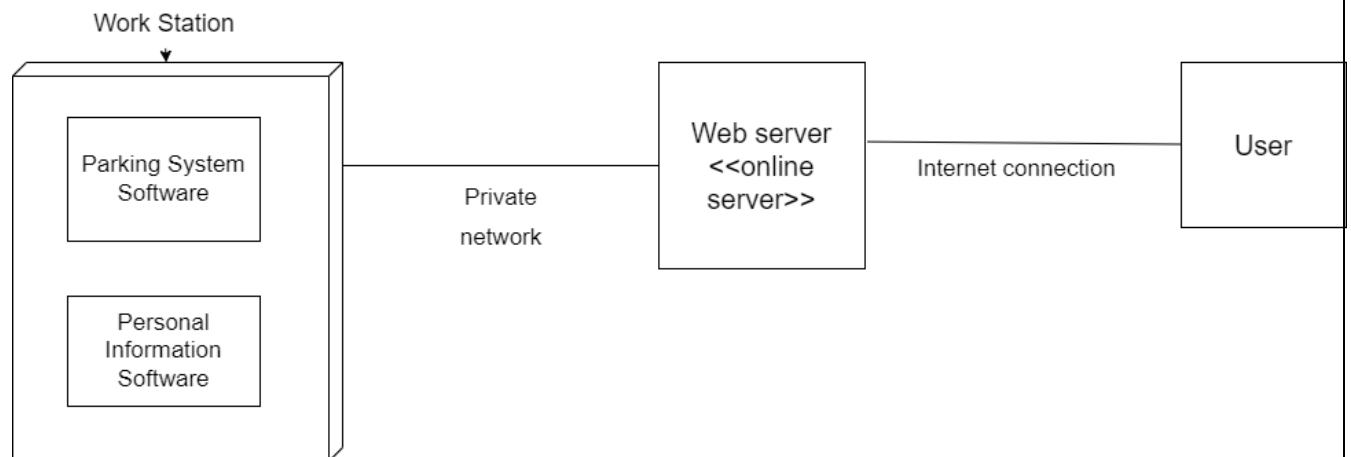 Work Station
Parking System
Software
Personal
Information
Software
Private
network
Web server
<<online
server>>
Internet connection
User